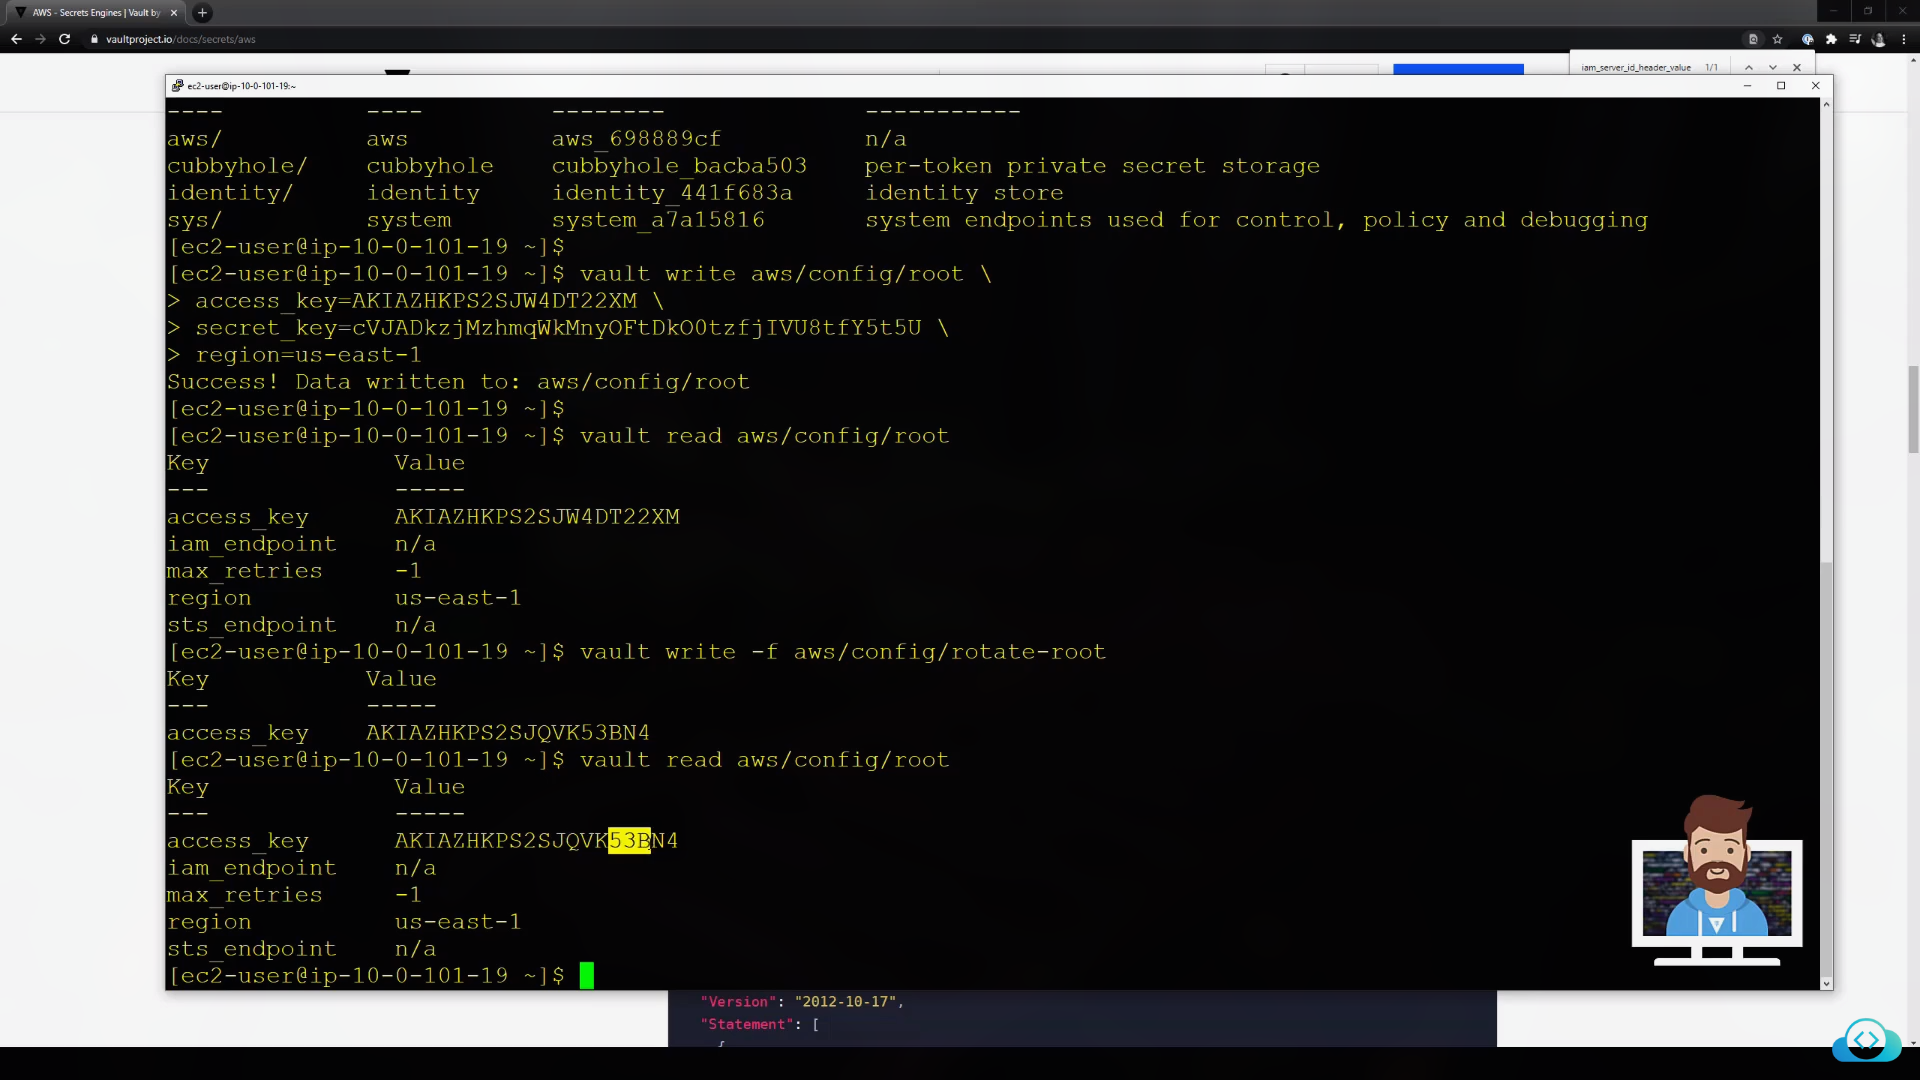 AWS - Secrets Engines | Vault by
vaultproject.io/docs/secrets/aws
iam_server_id_header_value 1/1
ec2-user@ip-10-0-101-19:~
---- ---- -------- -----------
aws/ aws aws_698889cf n/a
cubbyhole/ cubbyhole cubbyhole_bacba503 per-token private secret storage
identity/ identity identity_441f683a identity store
sys/ system system_a7a15816 system endpoints used for control, policy and debugging
[ec2-user@ip-10-0-101-19 ~]$
[ec2-user@ip-10-0-101-19 ~]$ vault write aws/config/root \
> access_key=AKIAZHKPS2SJW4DT22XM \
> secret_key=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 \
> region=us-east-1
Success! Data written to: aws/config/root
[ec2-user@ip-10-0-101-19 ~]$
[ec2-user@ip-10-0-101-19 ~]$ vault read aws/config/root
Key Value
--- -----
access_key AKIAZHKPS2SJW4DT22XM
iam_endpoint n/a
max_retries -1
region us-east-1
sts_endpoint n/a
[ec2-user@ip-10-0-101-19 ~]$ vault write -f aws/config/rotate-root
Key Value
--- -----
access_key AKIAZHKPS2SJQVK53BN4
[ec2-user@ip-10-0-101-19 ~]$ vault read aws/config/root
Key Value
--- -----
access_key AKIAZHKPS2SJQVK53BN4
iam_endpoint n/a
max_retries -1
region us-east-1
sts_endpoint n/a
[ec2-user@ip-10-0-101-19 ~]$
"Version": "2012-10-17",
"Statement": [
{